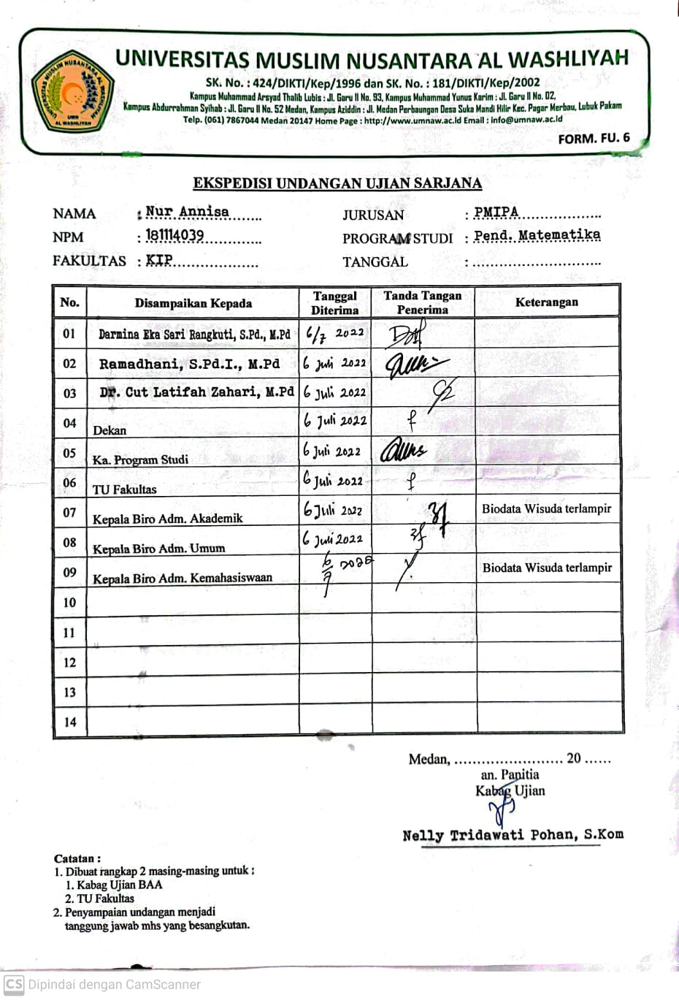 UNIVERSITAS MUSLIM NUSANTARA AL WASHLIYAH
UMN
AL WASHLIYAH
UNIVERSITAS MUSLIM NUSANTARA AL WASHLIYAH
SK. No. : 424/DIKTI/Kep/1996 dan SK. No. : 181/DIKTI/Kep/2002
Kampus Muhammad Arsyad Thalib Lubis : Jl. Garu II No. 93, Kampus Muhammad Yunus Karim : Jl. Garu II No. 02,
Kampus Abdurrahman Syihab : Jl. Garu II No. 52 Medan, Kampus Aziddin : Jl. Medan Perbaungan Desa Suka Mandi Hilir Kec. Pagar Merbau, Lubuk Pakam
Telp. (061) 7867044 Medan 20147 Home Page : http://www.umnaw.ac.id Email : info@umnaw.ac.id
FORM. FU. 6
EKSPEDISI UNDANGAN UJIAN SARJANA
NAMA : Nur Annisa
JURUSAN : PMIPA
NPM : 181114039
PROGRAM STUDI : Pend. Matematika
FAKULTAS : KIP
TANGGAL :
No. Disampaikan Kepada Tanggal Diterima Tanda Tangan Penerima Keterangan
01 Darmina Eka Sari Rangkuti, S.Pd., M.Pd 6/7 2022
02 Ramadhani, S.Pd.I., M.Pd 6 Juli 2022
03 Dr. Cut Latifah Zahari, M.Pd 6 Juli 2022
04 Dekan 6 Juli 2022
05 Ka. Program Studi 6 Juli 2022
06 TU Fakultas 6 Juli 2022
07 Kepala Biro Adm. Akademik 6 Juli 2022 Biodata Wisuda terlampir
08 Kepala Biro Adm. Umum 6 Juli 2022
09 Kepala Biro Adm. Kemahasiswaan 6/7 2022 Biodata Wisuda terlampir
10
11
12
13
14
Medan, ........................ 20 ......
an. Panitia
Kabag Ujian
Nelly Tridawati Pohan, S.Kom
Catatan :
1. Dibuat rangkap 2 masing-masing untuk :
1. Kabag Ujian BAA
2. TU Fakultas
2. Penyampaian undangan menjadi
tanggung jawab mhs yang besangkutan.
CS Dipindai dengan CamScanner